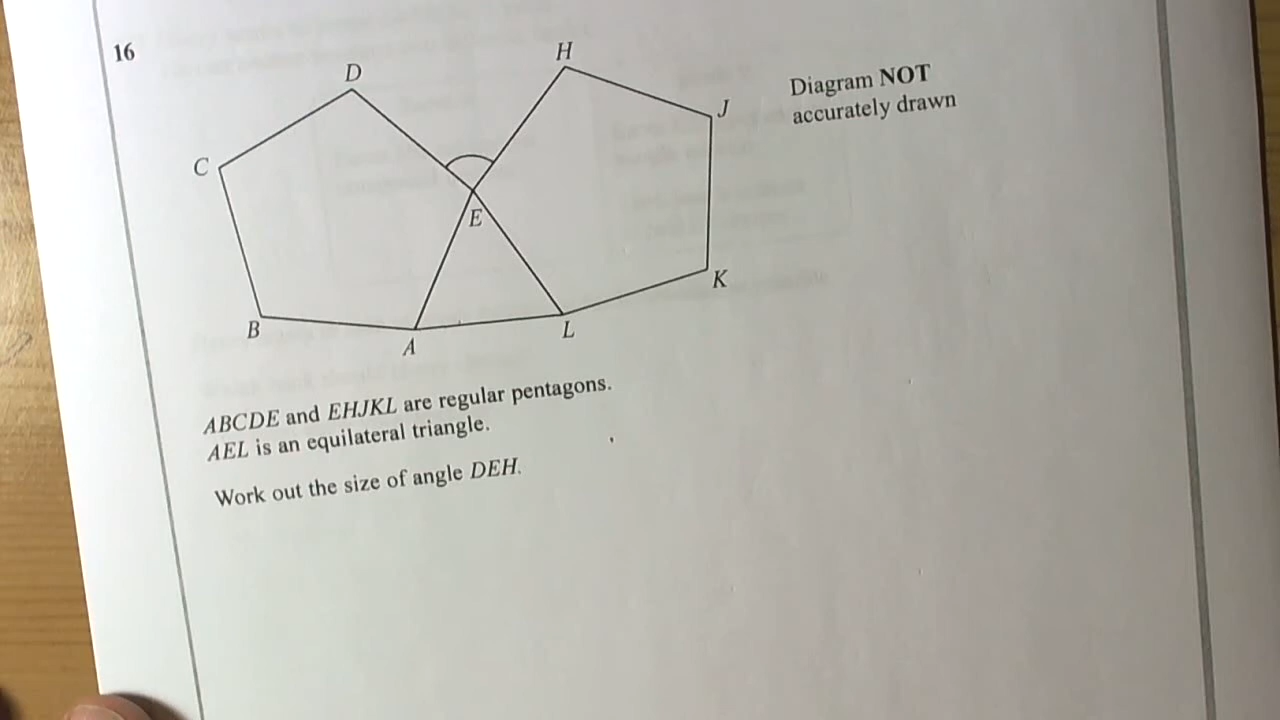 16
D
H
J
Diagram NOT
accurately drawn
C
E
K
B
A
L
ABCDE and EHJKL are regular pentagons.
AEL is an equilateral triangle.
Work out the size of angle DEH.